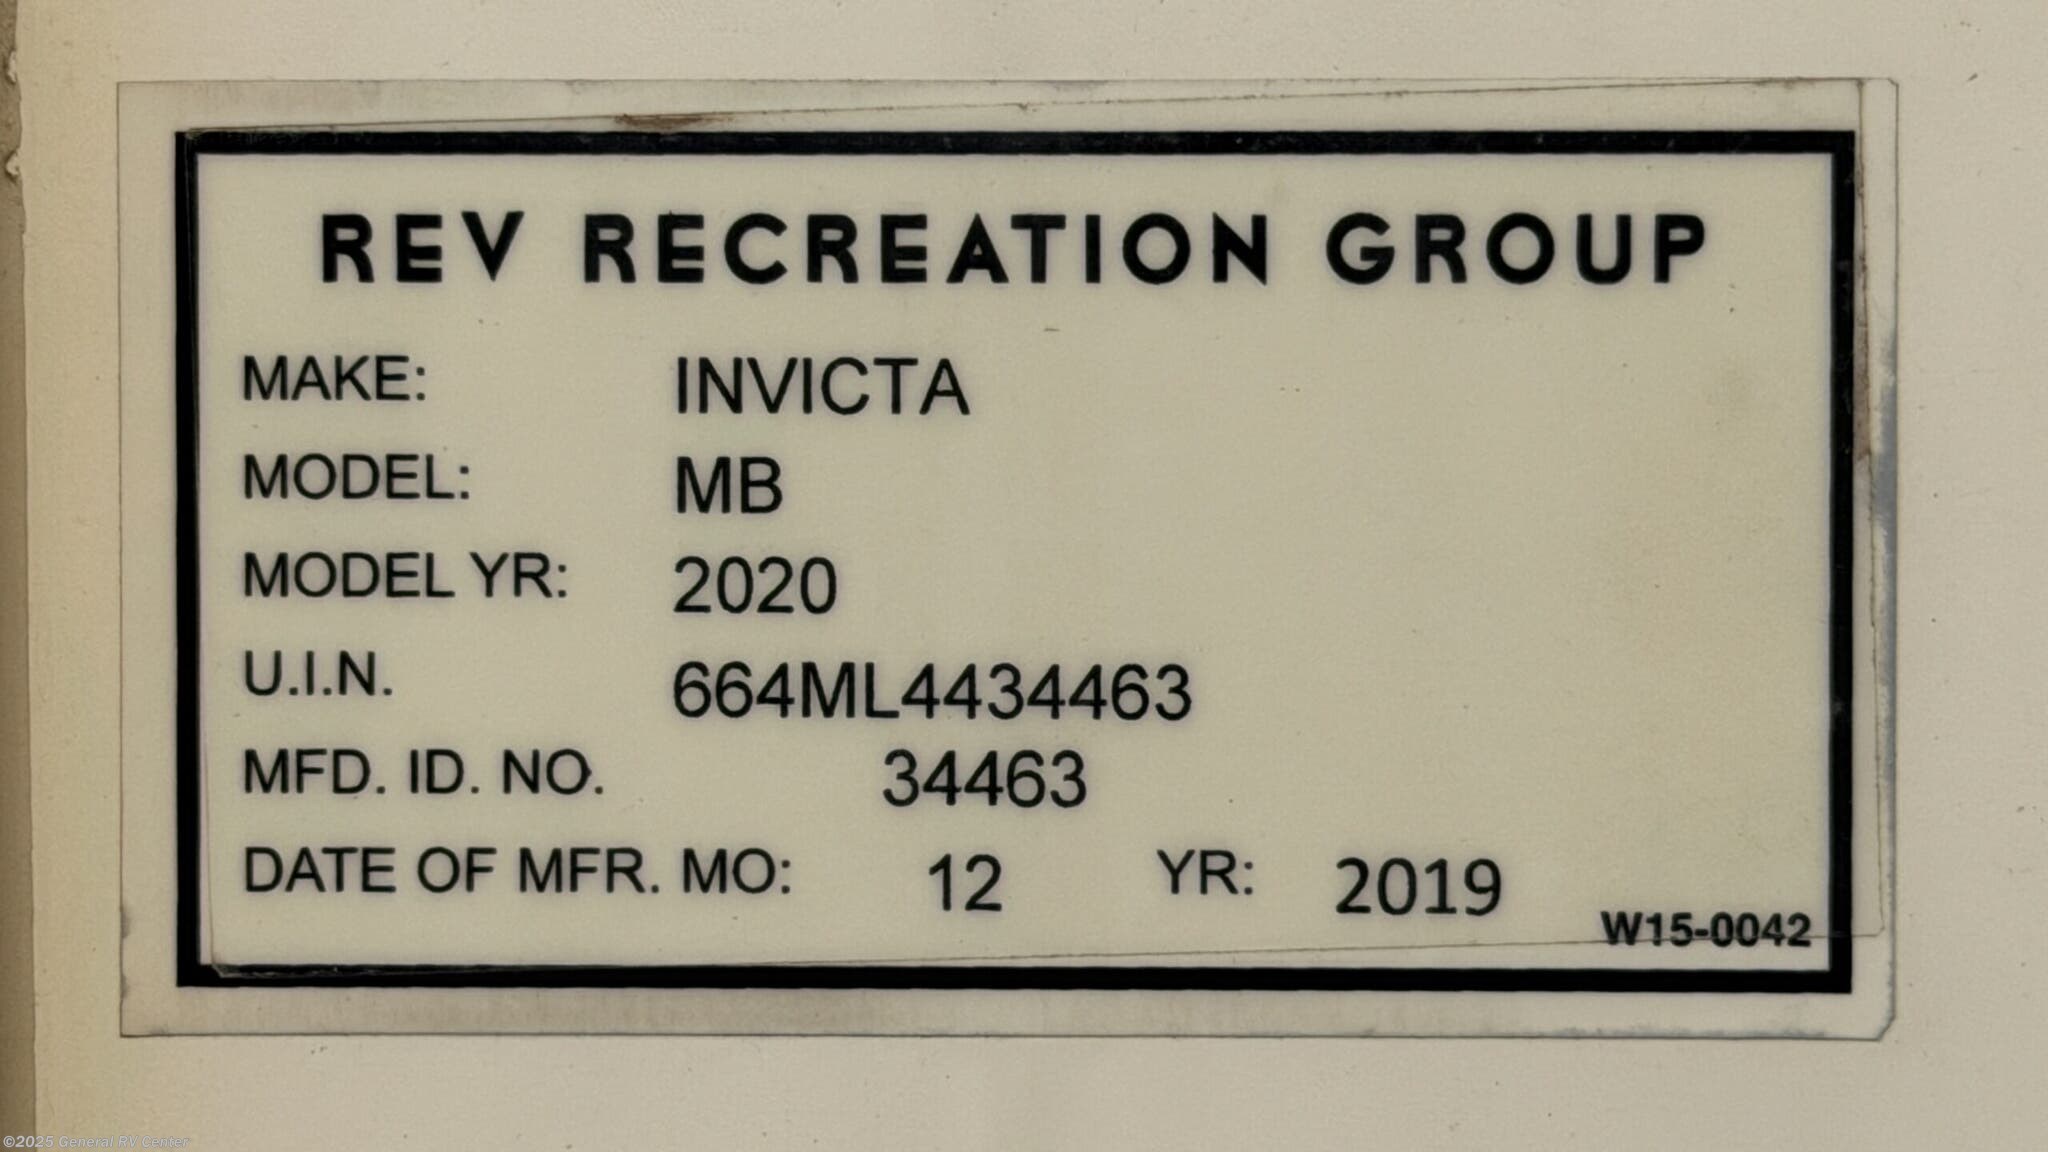 REV RECREATION GROUP
MAKE: INVICTA
MODEL: MB
MODEL YR: 2020
U.I.N. 664ML4434463
MFD. ID. NO. 34463
DATE OF MFR. MO: 12 YR: 2019
W15-0042
©2025 General RV Center